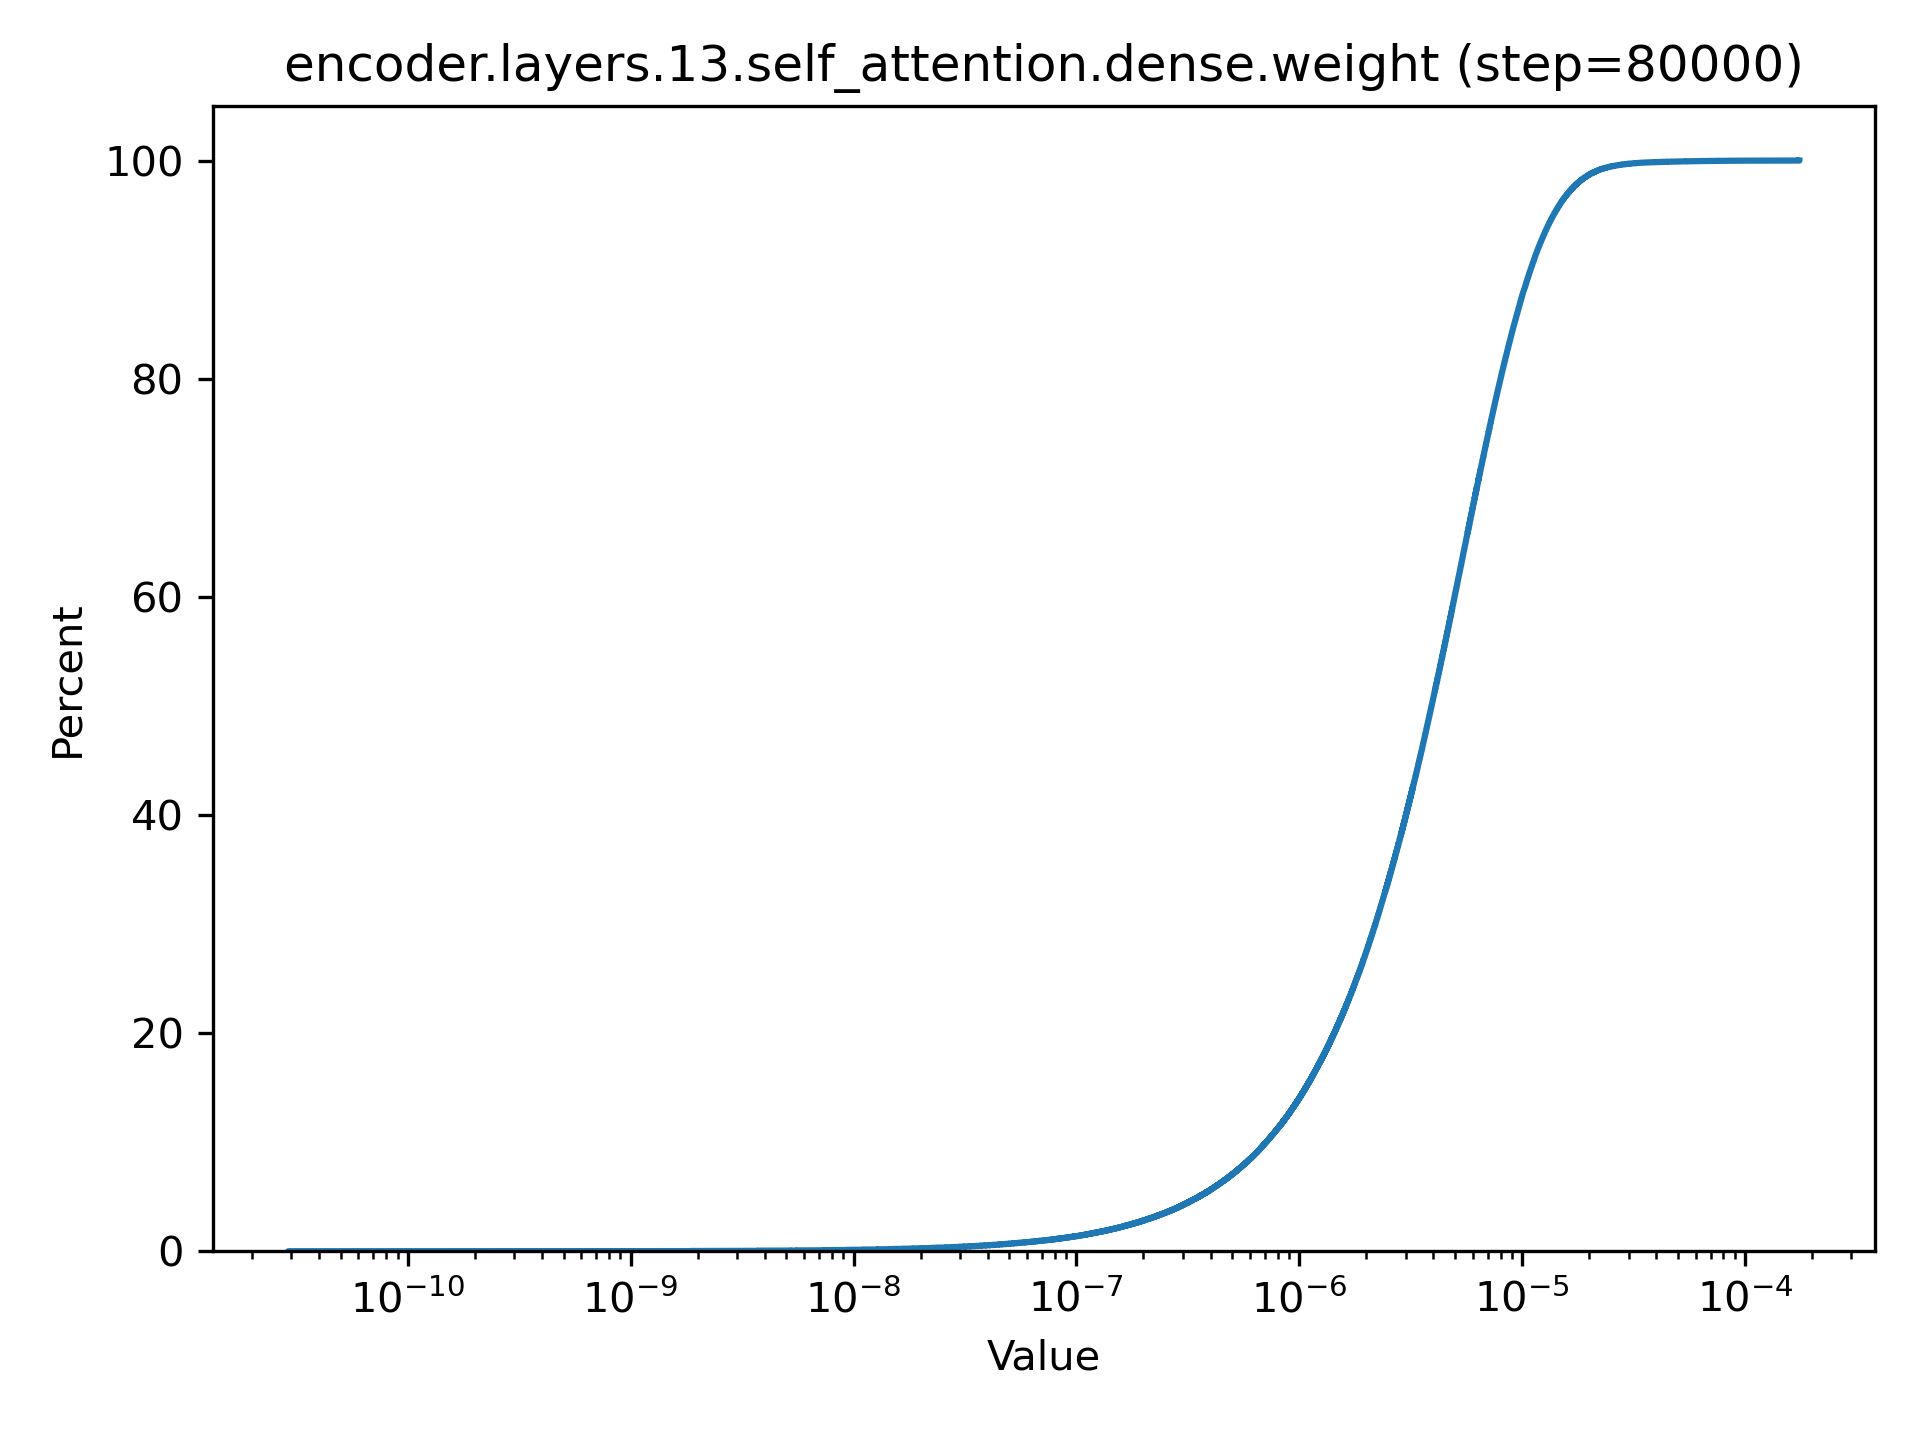 encoder.layers.13.self_attention.dense.weight (step=80000)
100
80
60
40
20
0
Percent
10⁻¹⁰ 10⁻⁹ 10⁻⁸ 10⁻⁷ 10⁻⁶ 10⁻⁵ 10⁻⁴
Value